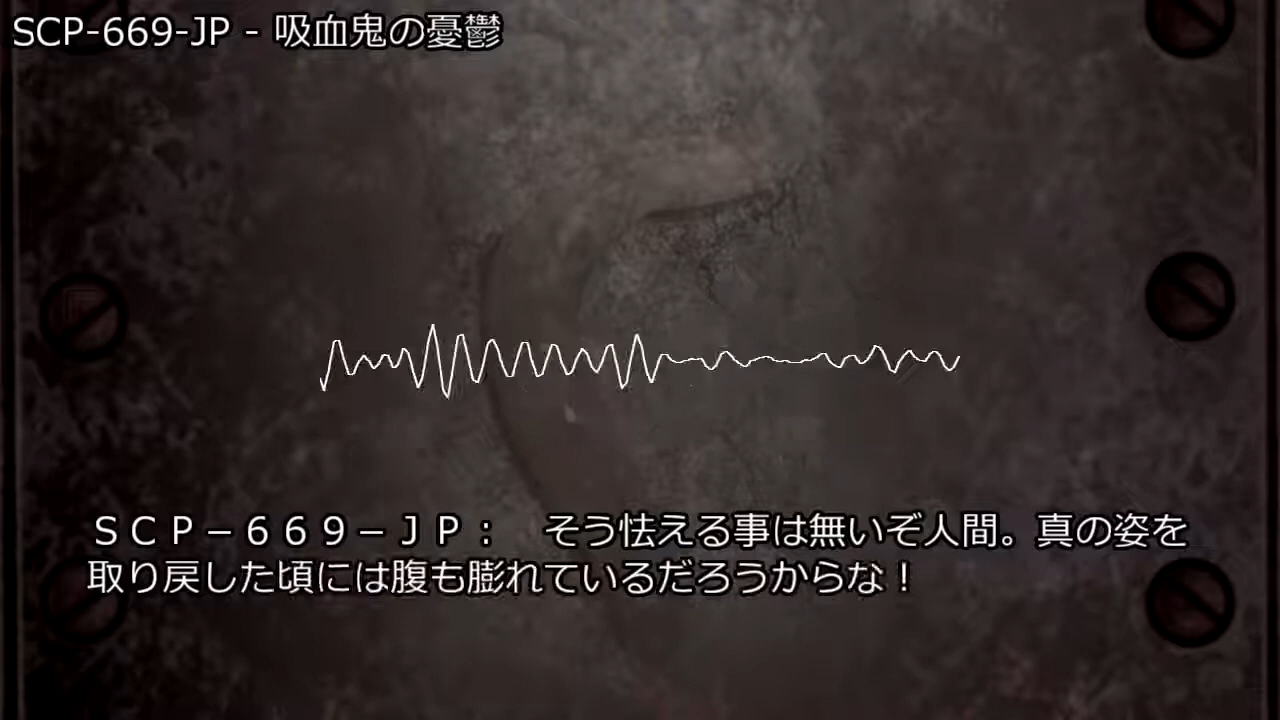 SCP-669-JP - 吸血鬼の憂鬱
ＳＣＰ－６６９－ＪＰ：　そう怯える事は無いぞ人間。真の姿を
取り戻した頃には腹も膨れているだろうからな！